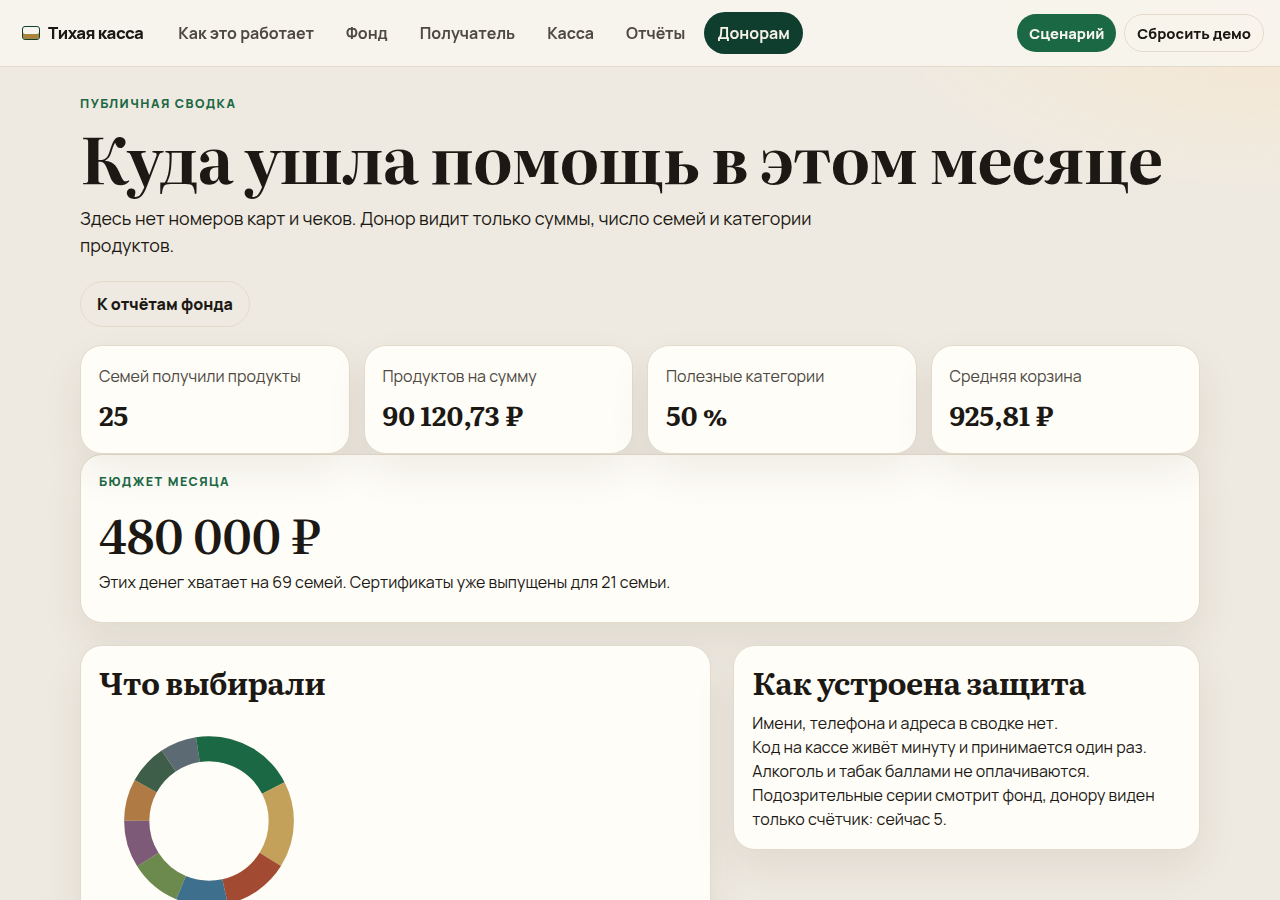 Тихая касса
Как это работает
Фонд
Получатель
Касса
Отчёты
Донорам
Сценарий
Сбросить демо
ПУБЛИЧНАЯ СВОДКА
Куда ушла помощь в этом месяце
Здесь нет номеров карт и чеков. Донор видит только суммы, число семей и категории
продуктов.
К отчётам фонда
Семей получили продукты
25
Продуктов на сумму
90 120,73 ₽
Полезные категории
50 %
Средняя корзина
925,81 ₽
БЮДЖЕТ МЕСЯЦА
480 000 ₽
Этих денег хватает на 69 семей. Сертификаты уже выпущены для 21 семьи.
Что выбирали
Как устроена защита
Имени, телефона и адреса в сводке нет.
Код на кассе живёт минуту и принимается один раз.
Алкоголь и табак баллами не оплачиваются.
Подозрительные серии смотрит фонд, донору виден
только счётчик: сейчас 5.